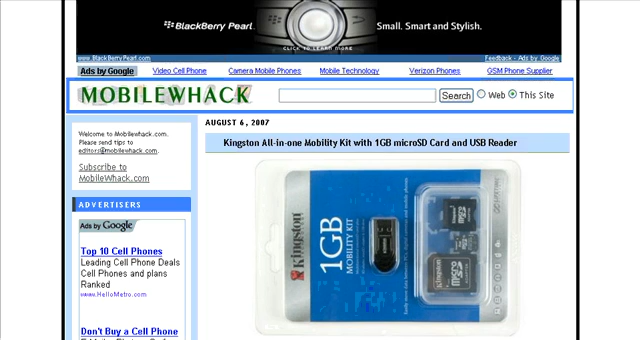 BlackBerry Pearl.
Small. Smart and Stylish.
CLICK TO LEARN MORE
www.BlackBerryPearl.com
Feedback - Ads by Google
Ads by Google
Video Cell Phone
Camera Mobile Phones
Mobile Technology
Verizon Phones
GSM Phone Supplier
MOBILEWHACK
Search
Web
This Site
AUGUST 6, 2007
Kingston All-in-one Mobility Kit with 1GB microSD Card and USB Reader
Welcome to Mobilewhack.com.
Please send tips to
editors@mobilewhack.com.
Subscribe to
MobileWhack.com
ADVERTISERS
Ads by Google
Top 10 Cell Phones
Leading Cell Phone Deals
Cell Phones and plans
Ranked
www.HelloMetro.com
Don't Buy a Cell Phone
Kingston
1GB
MOBILITY KIT
Kingston